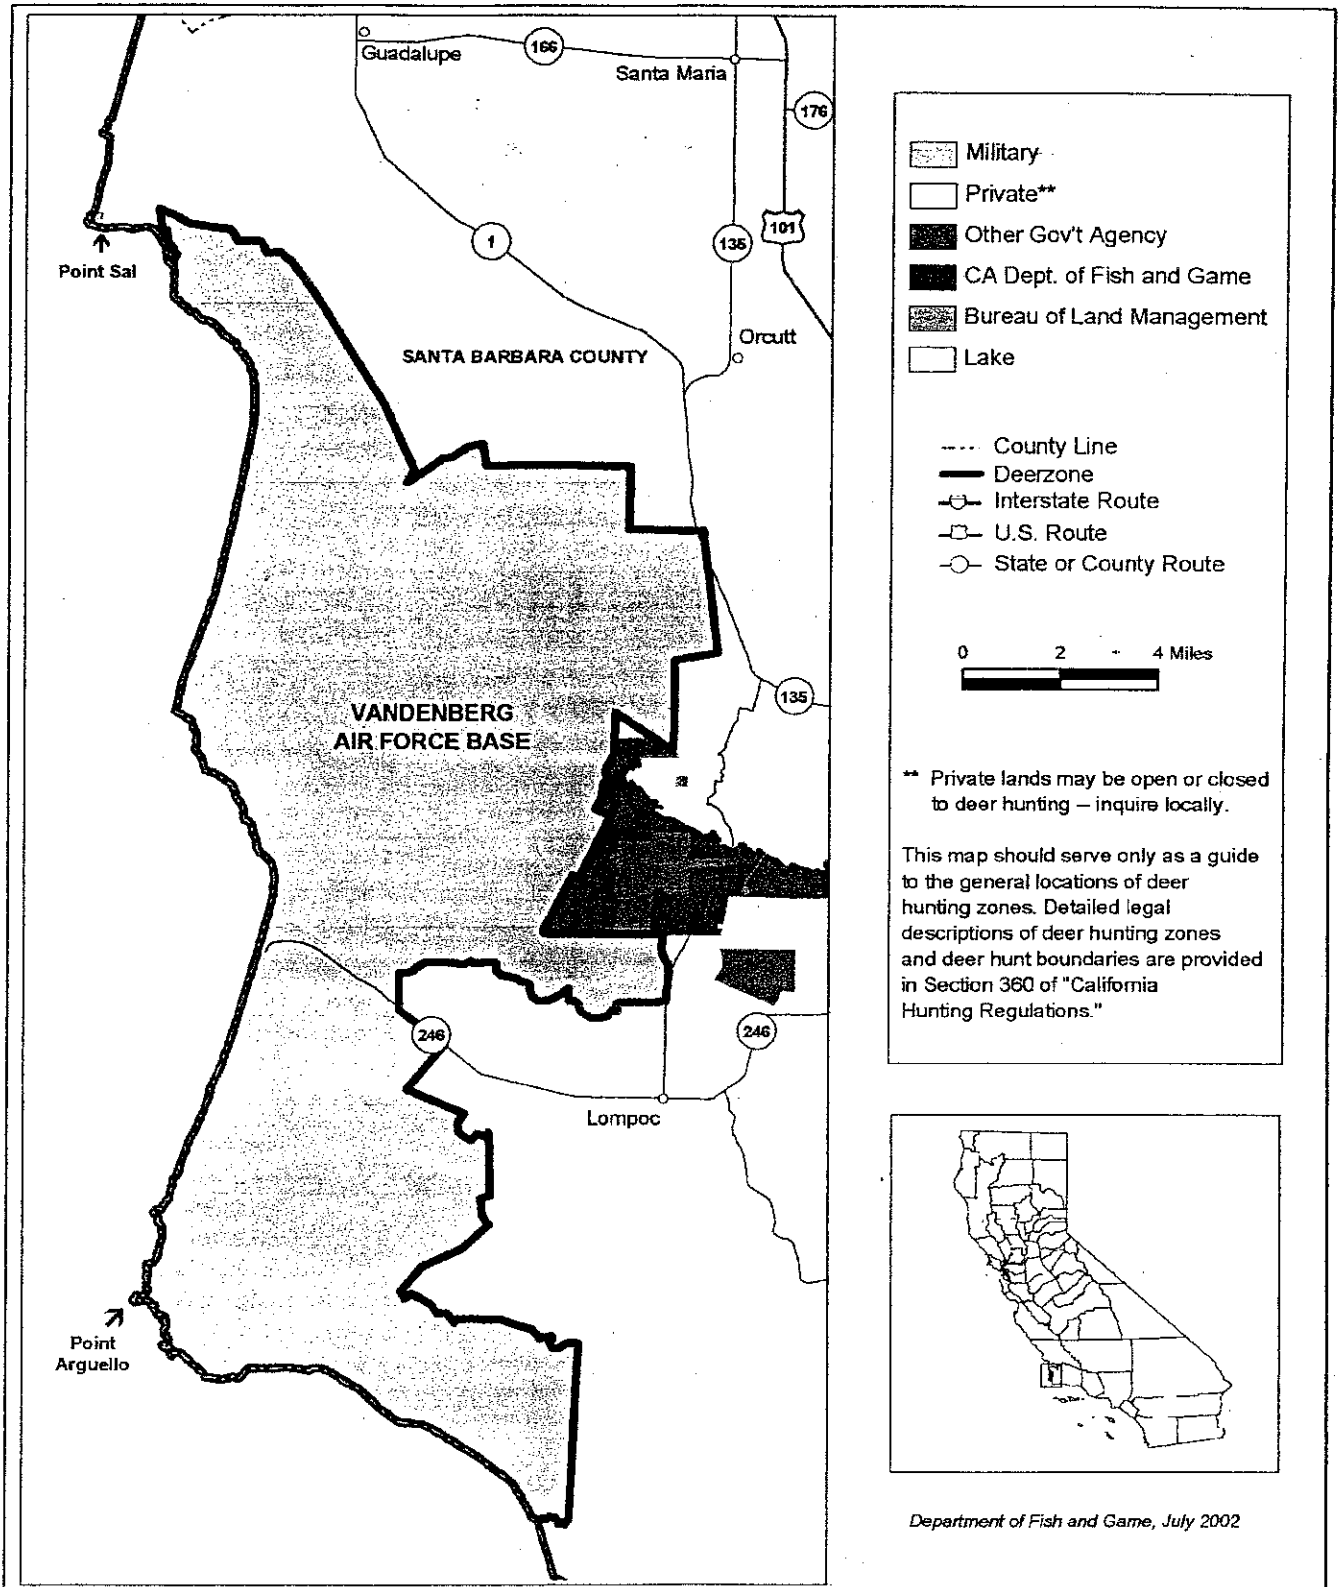 Guadalupe
166
Santa Maria
176
Point Sal
1
135
101
Orcutt
SANTA BARBARA COUNTY
VANDENBERG
AIR FORCE BASE
135
246
246
Lompoc
Point
Arguello
Military
Private**
Other Gov't Agency
CA Dept. of Fish and Game
Bureau of Land Management
Lake
County Line
Deerzone
Interstate Route
U.S. Route
State or County Route
0 2 4 Miles
** Private lands may be open or closed
to deer hunting – inquire locally.
This map should serve only as a guide
to the general locations of deer
hunting zones. Detailed legal
descriptions of deer hunting zones
and deer hunt boundaries are provided
in Section 360 of "California
Hunting Regulations."
Department of Fish and Game, July 2002